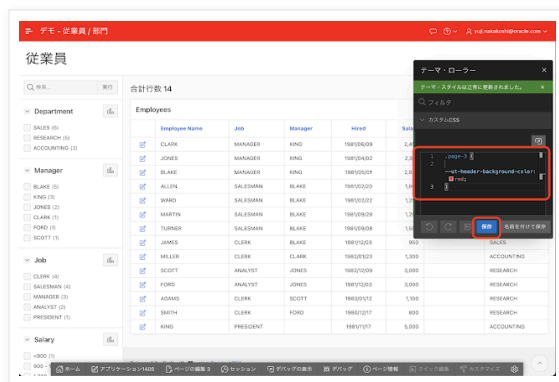 デモ - 従業員 / 部門
yuji.nakakoshi@oracle.com
従業員
検索...
実行
合計行数 14
Department
SALES (6)
RESEARCH (5)
ACCOUNTING (3)
Manager
BLAKE (5)
KING (3)
JONES (2)
CLARK (1)
FORD (1)
SCOTT (1)
Job
CLERK (4)
SALESMAN (4)
MANAGER (3)
ANALYST (2)
PRESIDENT (1)
Salary
<900 (1)
900 -
Employees
Employee Name Job Manager Hired
CLARK MANAGER KING 1981/06/09
JONES MANAGER KING 1981/04/02
BLAKE MANAGER KING 1981/05/01
ALLEN SALESMAN BLAKE 1981/02/20
WARD SALESMAN BLAKE 1981/02/22
MARTIN SALESMAN BLAKE 1981/09/28
TURNER SALESMAN BLAKE 1981/09/08
JAMES CLERK BLAKE 1981/12/03 950 SALES
MILLER CLERK CLARK 1982/01/23 1,300 ACCOUNTING
SCOTT ANALYST JONES 1982/12/09 3,000 RESEARCH
FORD ANALYST JONES 1981/12/03 3,000 RESEARCH
ADAMS CLERK SCOTT 1983/01/12 1,100 RESEARCH
SMITH CLERK FORD 1980/12/17 800 RESEARCH
KING PRESIDENT 1981/11/17 5,000 ACCOUNTING
テーマ・ローラー
テーマ・スタイルは正常に更新されました。
フィルタ
カスタムCSS
1 .page-3 {
2
--ut-header-background-color:
red;
3 }
保存
名前を付けて保存
ホーム アプリケーション1406 ページの編集 3 セッション デバッグの表示 デバッグ ページ情報 クイック編集 カスタマイズ